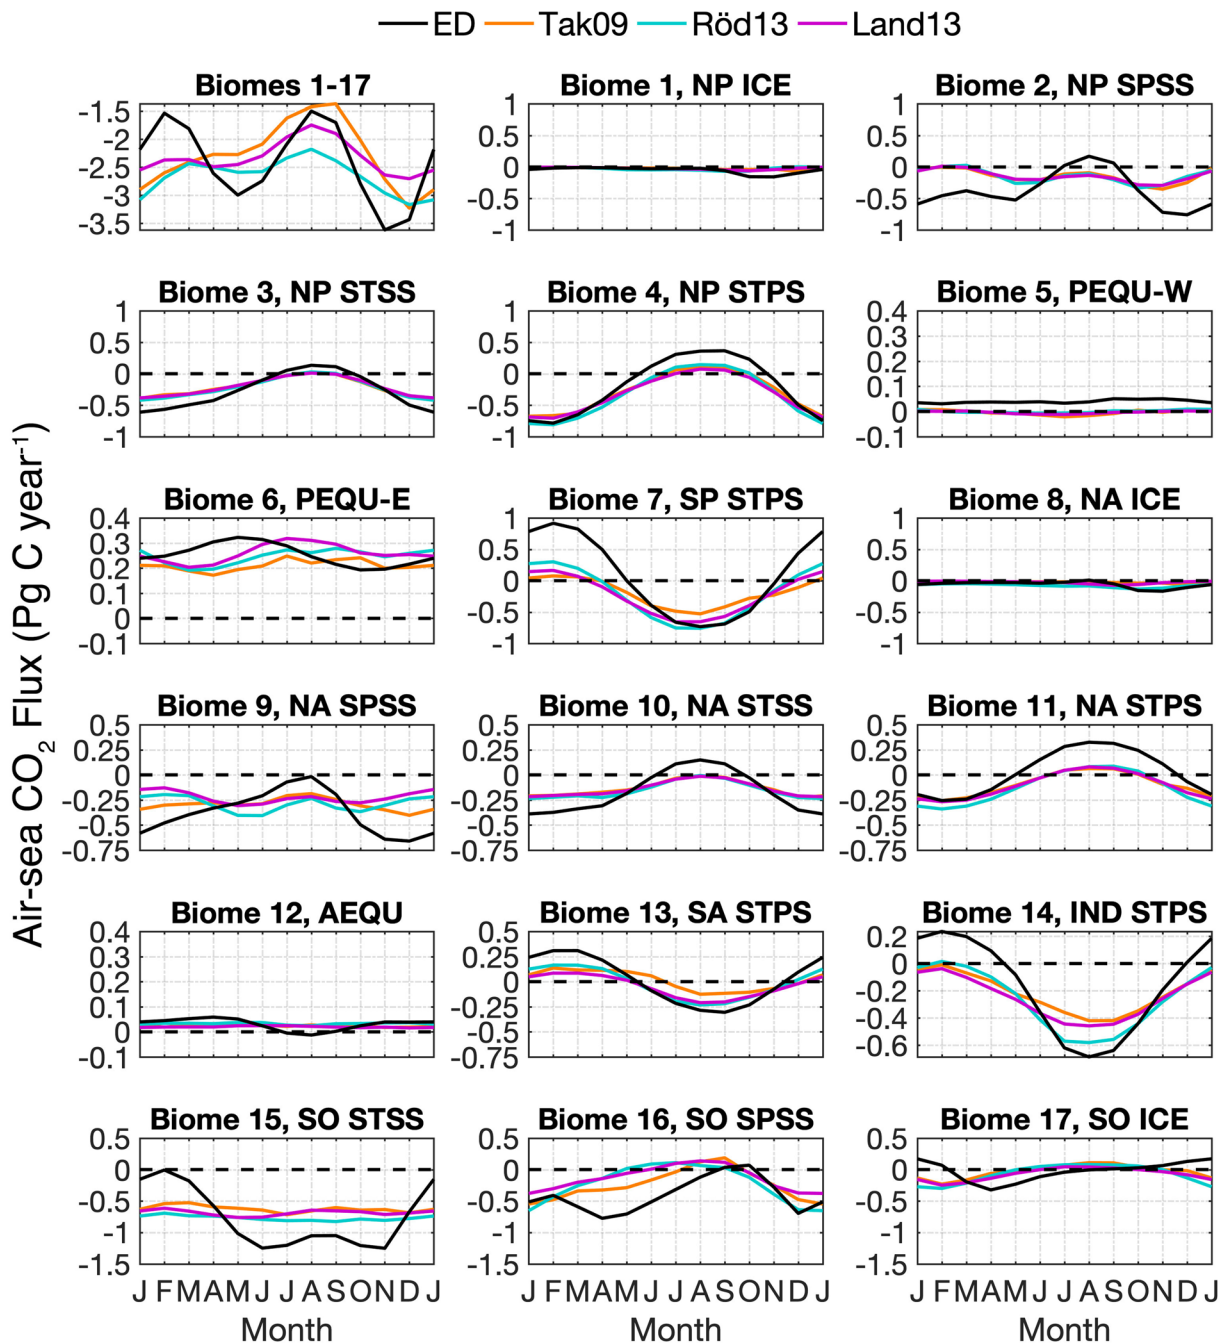 ED Tak09 Röd13 Land13
Biomes 1-17 Biome 1, NP ICE Biome 2, NP SPSS
-1.5 1 1
-2 0.5 0.5
-2.5 0 0
-3 -0.5 -0.5
-3.5 -1 -1
Biome 3, NP STSS Biome 4, NP STPS Biome 5, PEQU-W
1 1 0.4
0.5 0.5 0.3
0 0 0.2
-0.5 -0.5 0.1
-1 -1 0
-0.1
Biome 6, PEQU-E Biome 7, SP STPS Biome 8, NA ICE
0.4 1 1
0.3 0.5 0.5
0.2 0 0
0.1 -0.5 -0.5
0 -1 -1
-0.1
Biome 9, NA SPSS Biome 10, NA STSS Biome 11, NA STPS
0.5 0.5 0.5
0.25 0.25 0.25
0 0 0
-0.25 -0.25 -0.25
-0.5 -0.5 -0.5
-0.75 -0.75 -0.75
Biome 12, AEQU Biome 13, SA STPS Biome 14, IND STPS
0.4 0.5 0.2
0.3 0.25 0
0.2 0 -0.2
0.1 -0.25 -0.4
0 -0.5 -0.6
-0.1 -0.75
Biome 15, SO STSS Biome 16, SO SPSS Biome 17, SO ICE
0.5 0.5 0.5
0 0 0
-0.5 -0.5 -0.5
-1 -1 -1
-1.5 -1.5 -1.5
J F M A M J J A S O N D J J F M A M J J A S O N D J J F M A M J J A S O N D J
Month Month Month
Air-sea CO₂ Flux (Pg C year⁻¹)